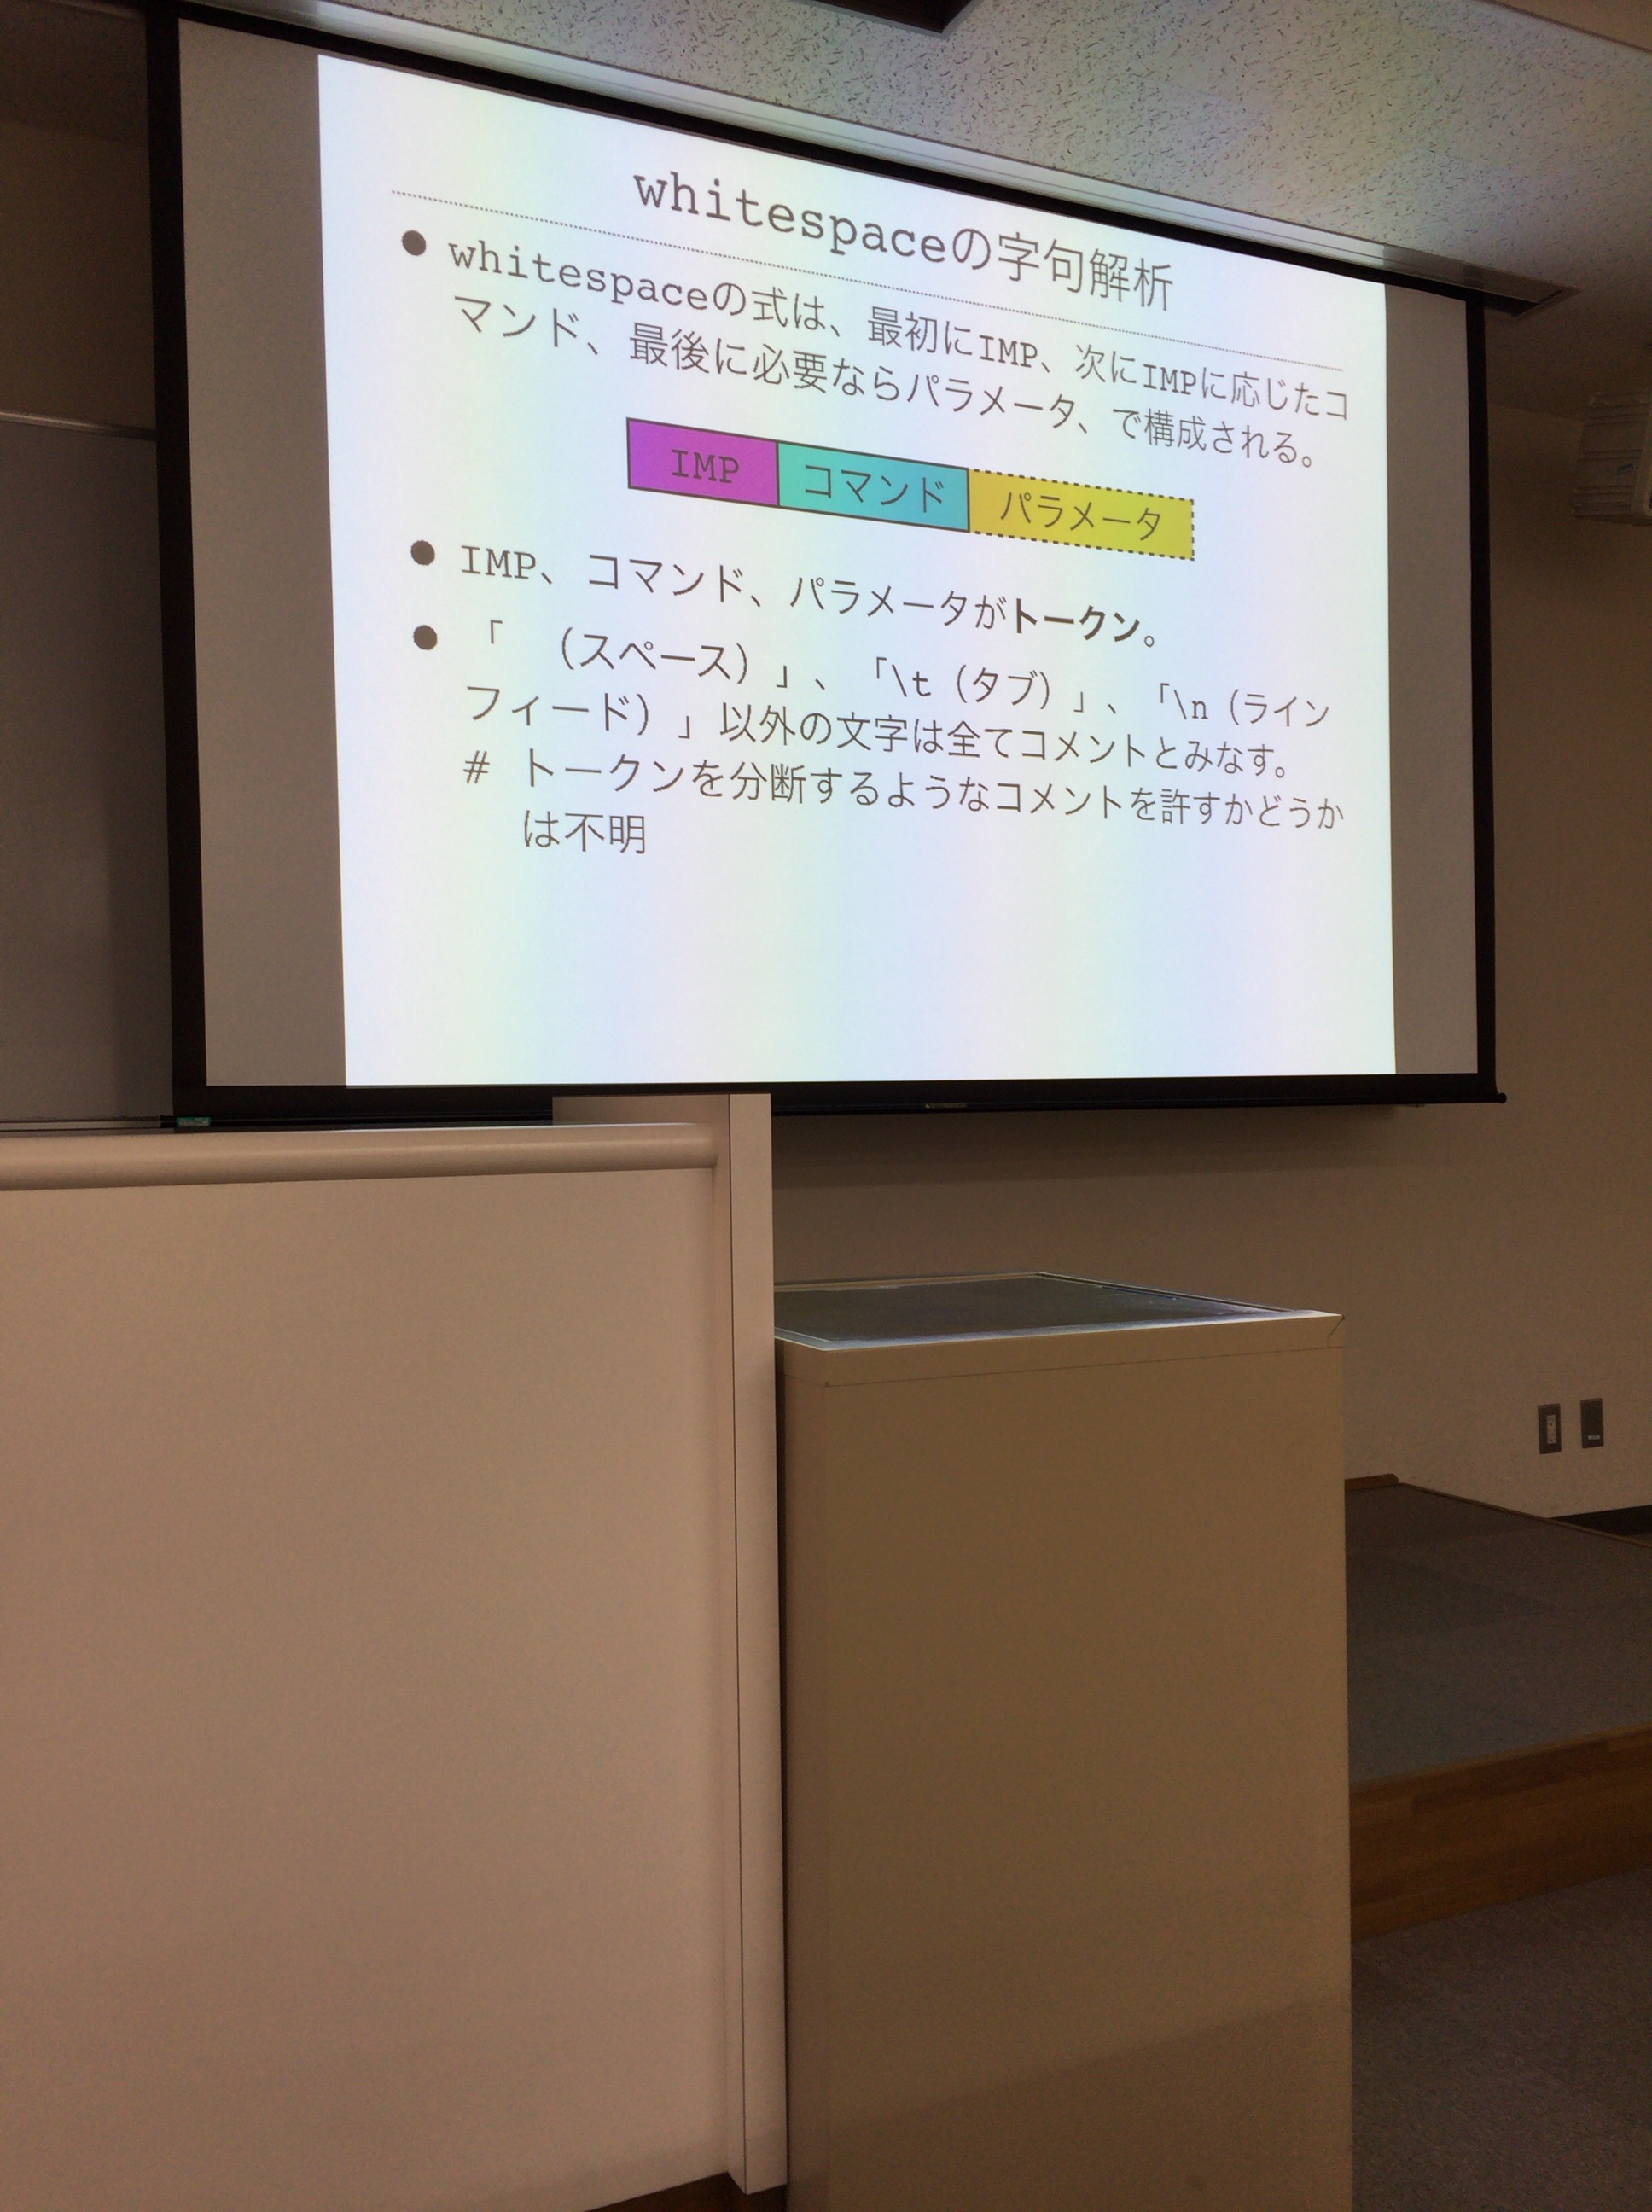 whitespaceの字句解析
● whitespaceの式は、最初にIMP、次にIMPに応じたコ
マンド、最後に必要ならパラメータ、で構成される。
IMP コマンド パラメータ
● IMP、コマンド、パラメータがトークン。
● 「　（スペース）」、「\t（タブ）」、「\n（ライン
フィード）」以外の文字は全てコメントとみなす。
# トークンを分断するようなコメントを許すかどうか
は不明